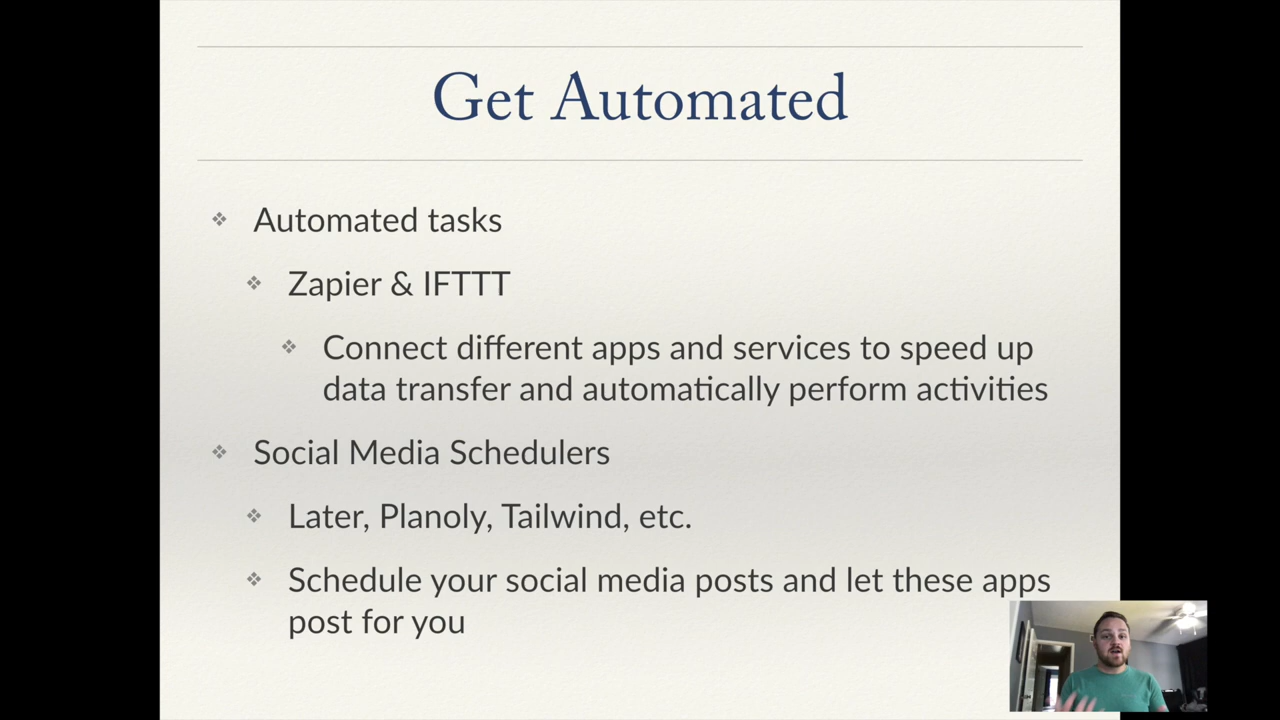 Get Automated
Automated tasks
Zapier & IFTTT
Connect different apps and services to speed up
data transfer and automatically perform activities
Social Media Schedulers
Later, Planoly, Tailwind, etc.
Schedule your social media posts and let these apps
post for you